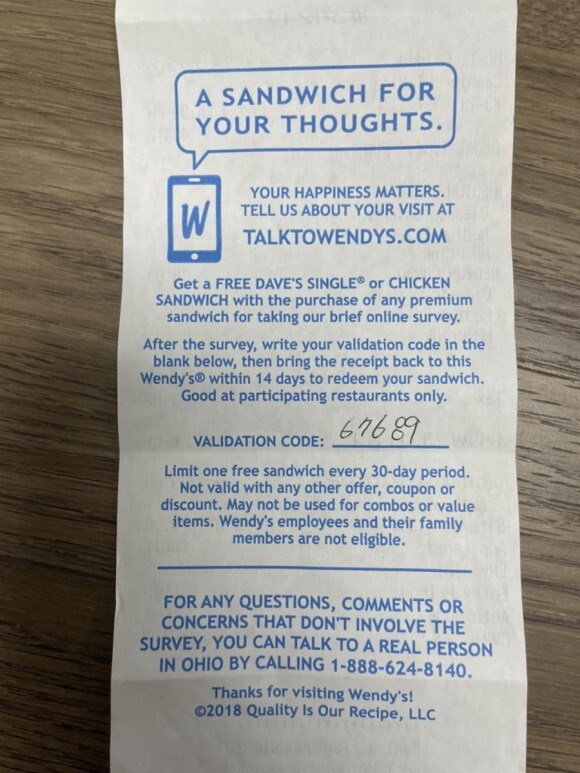 A SANDWICH FOR
YOUR THOUGHTS.
W
YOUR HAPPINESS MATTERS.
TELL US ABOUT YOUR VISIT AT
TALKTOWENDYS.COM
Get a FREE DAVE'S SINGLE® or CHICKEN
SANDWICH with the purchase of any premium
sandwich for taking our brief online survey.
After the survey, write your validation code in the
blank below, then bring the receipt back to this
Wendy's® within 14 days to redeem your sandwich.
Good at participating restaurants only.
VALIDATION CODE: 67689
Limit one free sandwich every 30-day period.
Not valid with any other offer, coupon or
discount. May not be used for combos or value
items. Wendy's employees and their family
members are not eligible.
FOR ANY QUESTIONS, COMMENTS OR
CONCERNS THAT DON'T INVOLVE THE
SURVEY, YOU CAN TALK TO A REAL PERSON
IN OHIO BY CALLING 1-888-624-8140.
Thanks for visiting Wendy's!
©2018 Quality Is Our Recipe, LLC